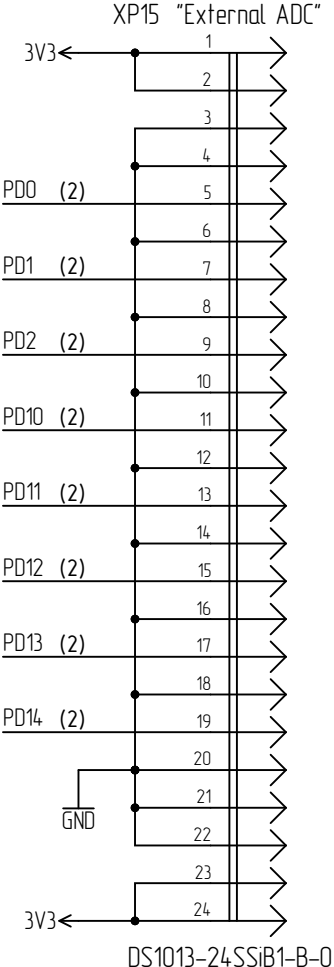 XP15 "External ADC"
1
3V3
2
3
4
PD0 (2) 5
6
PD1 (2) 7
8
PD2 (2) 9
10
PD10 (2) 11
12
PD11 (2) 13
14
PD12 (2) 15
16
PD13 (2) 17
18
PD14 (2) 19
20
21
GND
22
23
24
3V3
DS1013-24SSiB1-B-0